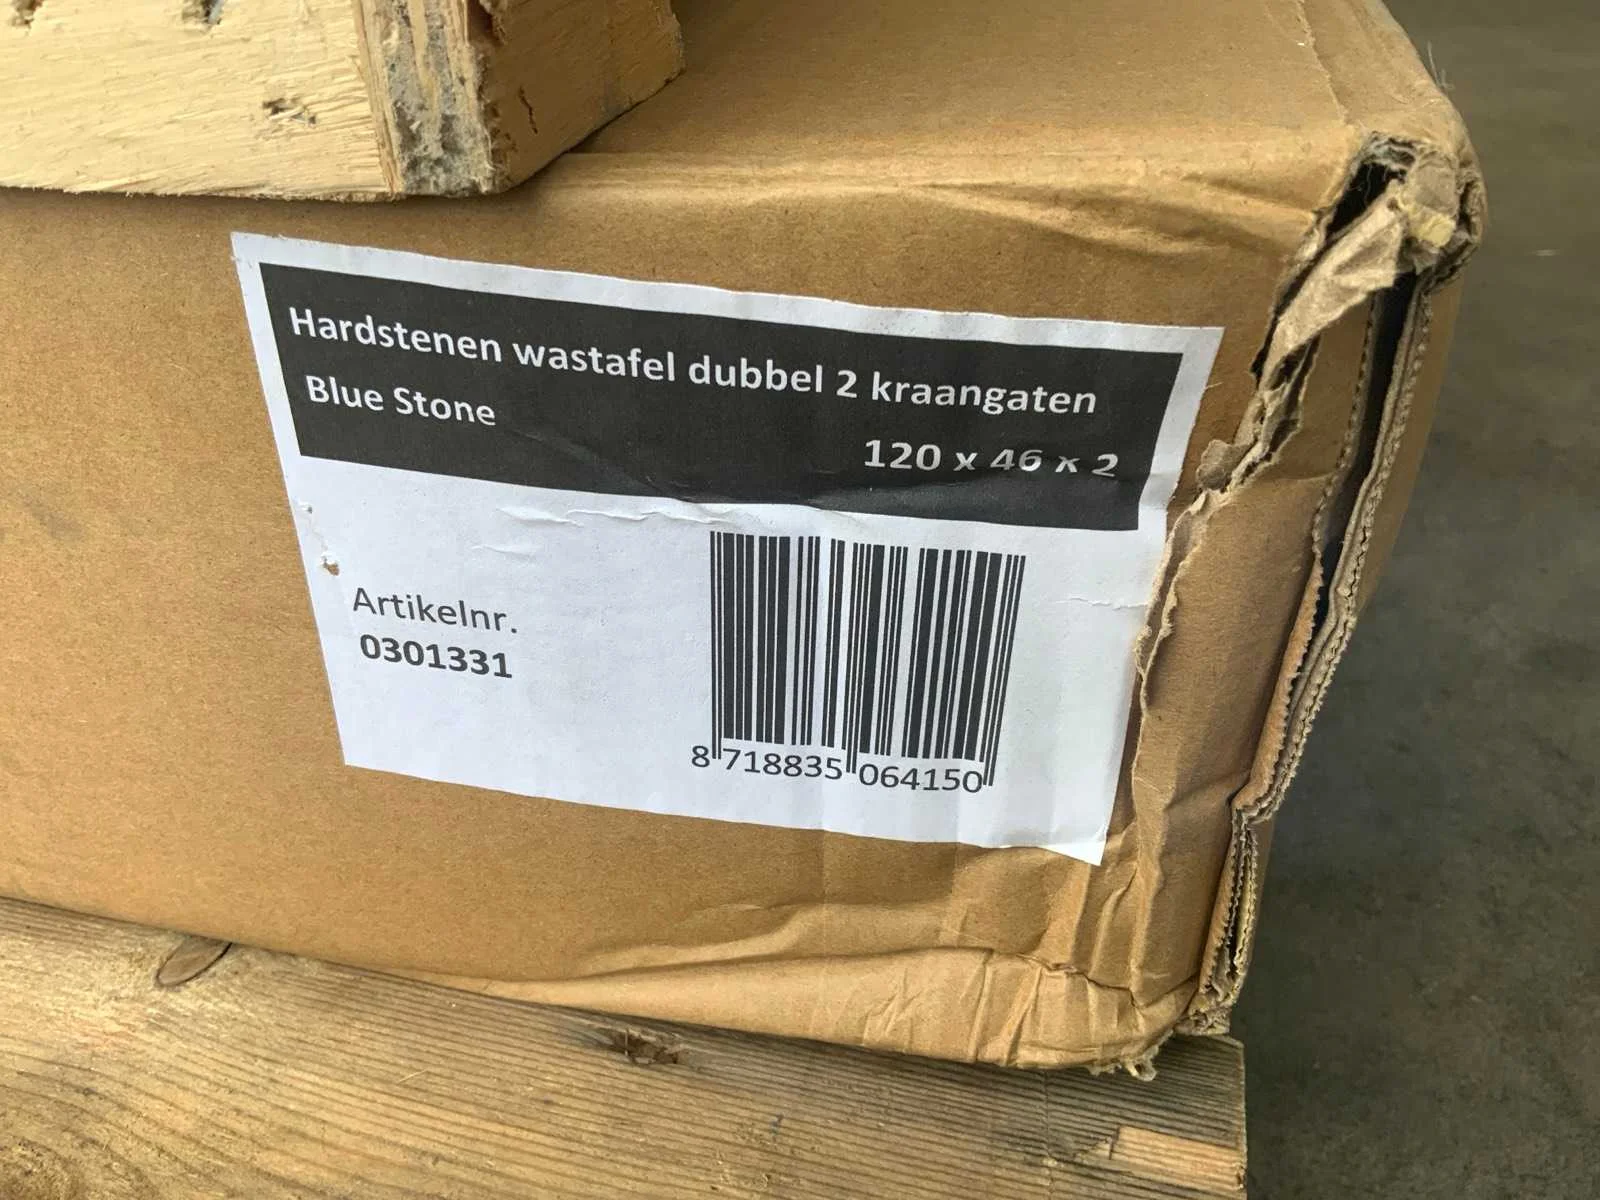 Hardstenen wastafel dubbel 2 kraangaten
Blue Stone
120 x 46 x 2
Artikelnr.
0301331
8 718835 064150